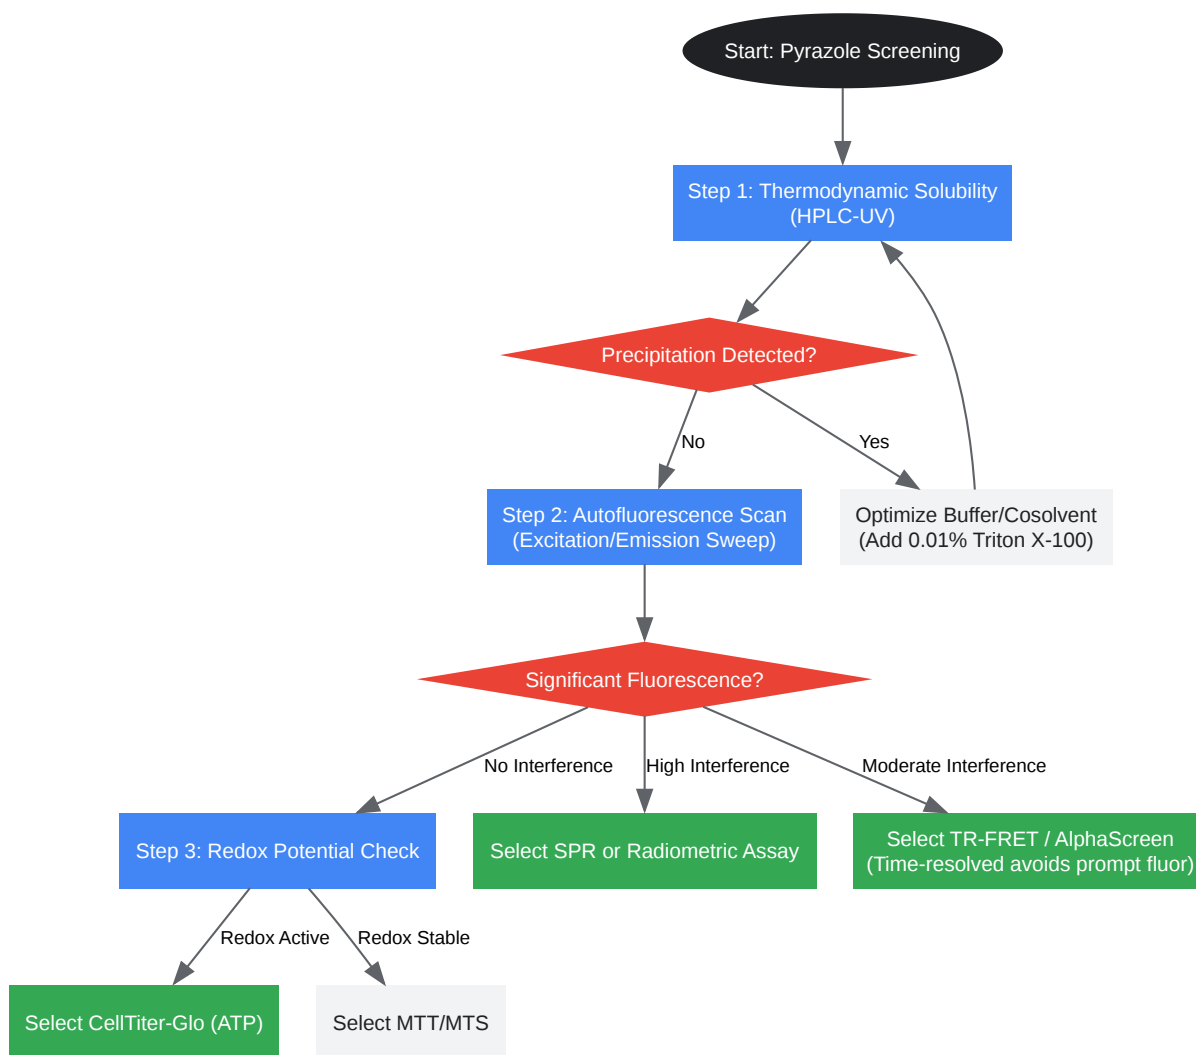 Start: Pyrazole Screening
Step 1: Thermodynamic Solubility
(HPLC-UV)
Precipitation Detected?
No
Yes
Step 2: Autofluorescence Scan
(Excitation/Emission Sweep)
Optimize Buffer/Cosolvent
(Add 0.01% Triton X-100)
Significant Fluorescence?
No Interference
High Interference
Moderate Interference
Step 3: Redox Potential Check
Select SPR or Radiometric Assay
Select TR-FRET / AlphaScreen
(Time-resolved avoids prompt fluor)
Redox Active
Redox Stable
Select CellTiter-Glo (ATP)
Select MTT/MTS